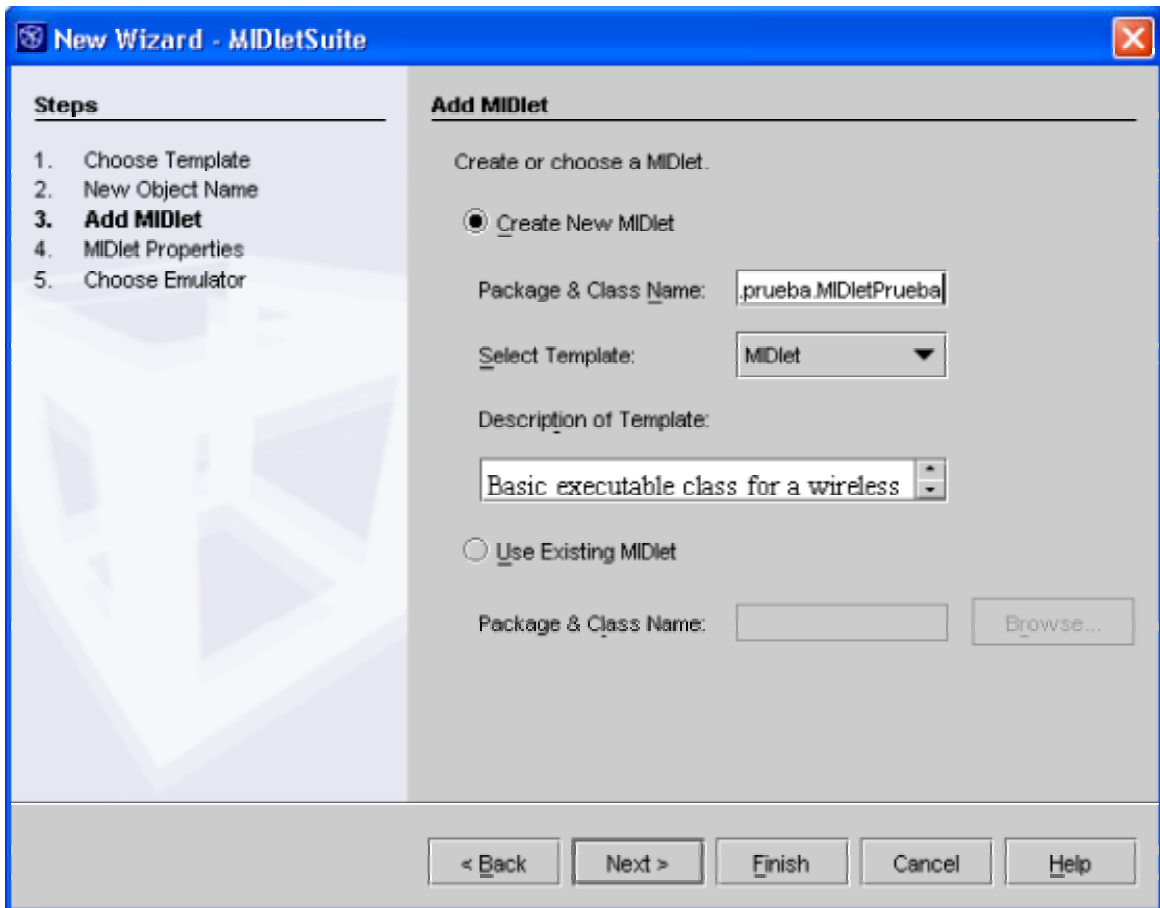 New Wizard - MIDletSuite
Steps
1. Choose Template
2. New Object Name
3. Add MIDlet
4. MIDlet Properties
5. Choose Emulator
Add MIDlet
Create or choose a MIDlet.
Create New MIDlet
Package & Class Name: .prueba.MIDletPrueba
Select Template: MIDlet
Description of Template:
Basic executable class for a wireless
Use Existing MIDlet
Package & Class Name: Browse...
< Back Next > Finish Cancel Help